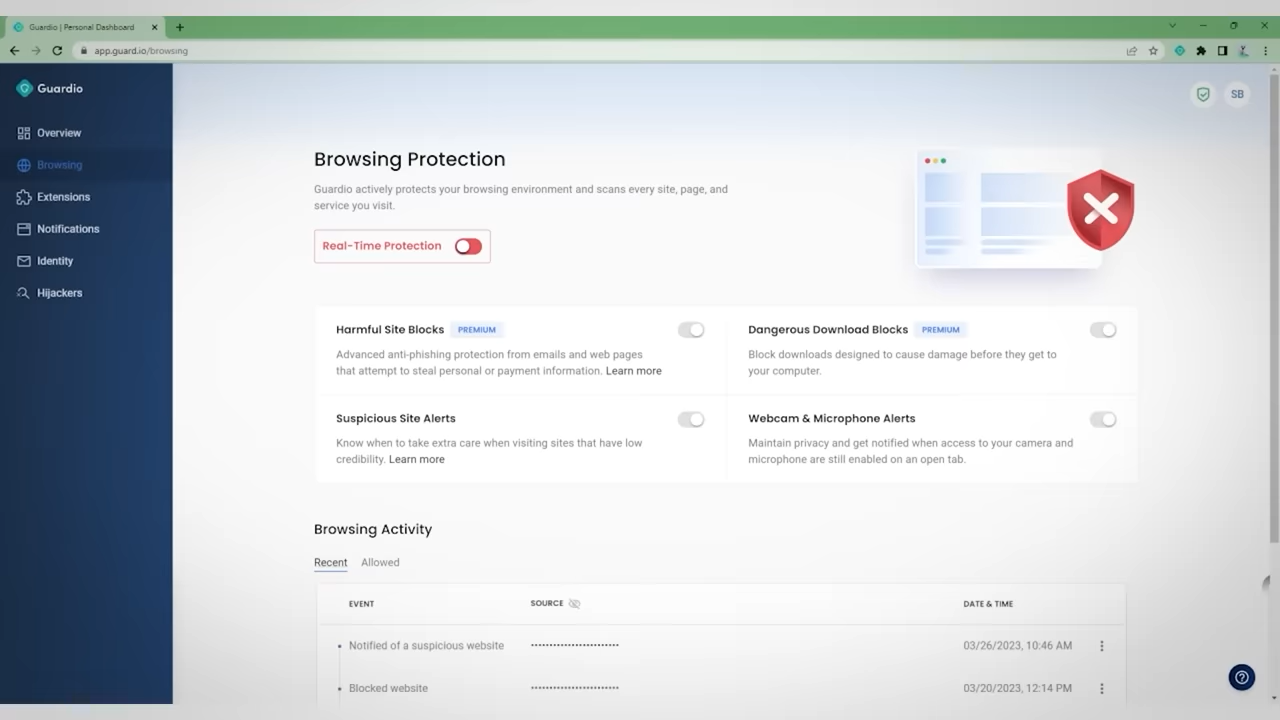 Guardio | Personal Dashboard
app.guard.io/browsing
Guardio
SB
Overview
Browsing
Extensions
Notifications
Identity
Hijackers
Browsing Protection
Guardio actively protects your browsing environment and scans every site, page, and
service you visit.
Real-Time Protection
Harmful Site Blocks PREMIUM
Advanced anti-phishing protection from emails and web pages
that attempt to steal personal or payment information. Learn more
Dangerous Download Blocks PREMIUM
Block downloads designed to cause damage before they get to
your computer.
Suspicious Site Alerts
Know when to take extra care when visiting sites that have low
credibility. Learn more
Webcam & Microphone Alerts
Maintain privacy and get notified when access to your camera and
microphone are still enabled on an open tab.
Browsing Activity
Recent Allowed
EVENT SOURCE DATE & TIME
Notified of a suspicious website 03/26/2023, 10:46 AM
Blocked website 03/20/2023, 12:14 PM